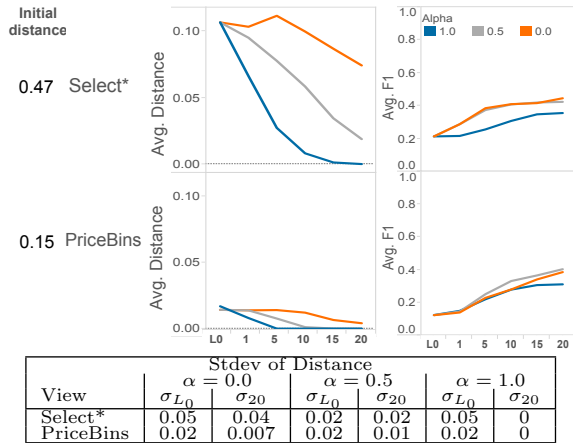 Initial distance
0.47 Select*
Avg. Distance
0.10
0.05
0.00
Avg. F1
Alpha
1.0 0.5 0.0
1.0
0.8
0.6
0.4
0.2
0.0
0.15 PriceBins
Avg. Distance
0.10
0.05
0.00
L0 1 5 10 15 20
Avg. F1
1.0
0.8
0.6
0.4
0.2
0.0
L0 1 5 10 15 20
Stdev of Distance
α = 0.0 α = 0.5 α = 1.0
View σL0 σ20 σL0 σ20 σL0 σ20
Select* 0.05 0.04 0.02 0.02 0.05 0
PriceBins 0.02 0.007 0.02 0.01 0.02 0